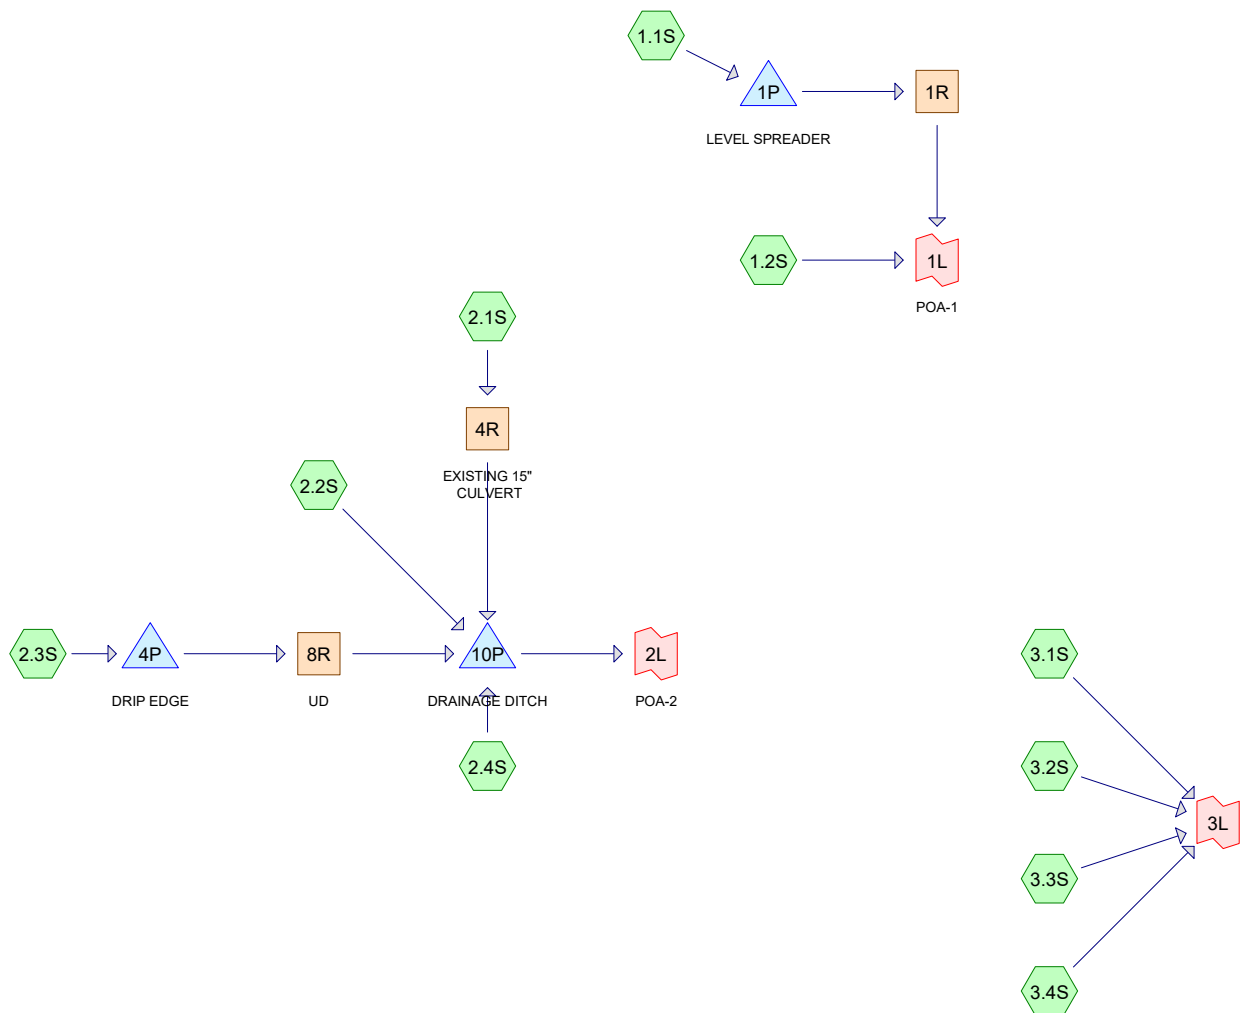 1.1S
1P
1R
LEVEL SPREADER
1.2S
1L
POA-1
2.1S
4R
EXISTING 15"
CULVERT
2.2S
2.3S
4P
8R
10P
2L
DRIP EDGE
UD
DRAINAGE DITCH
POA-2
2.4S
3.1S
3.2S
3L
3.3S
3.4S